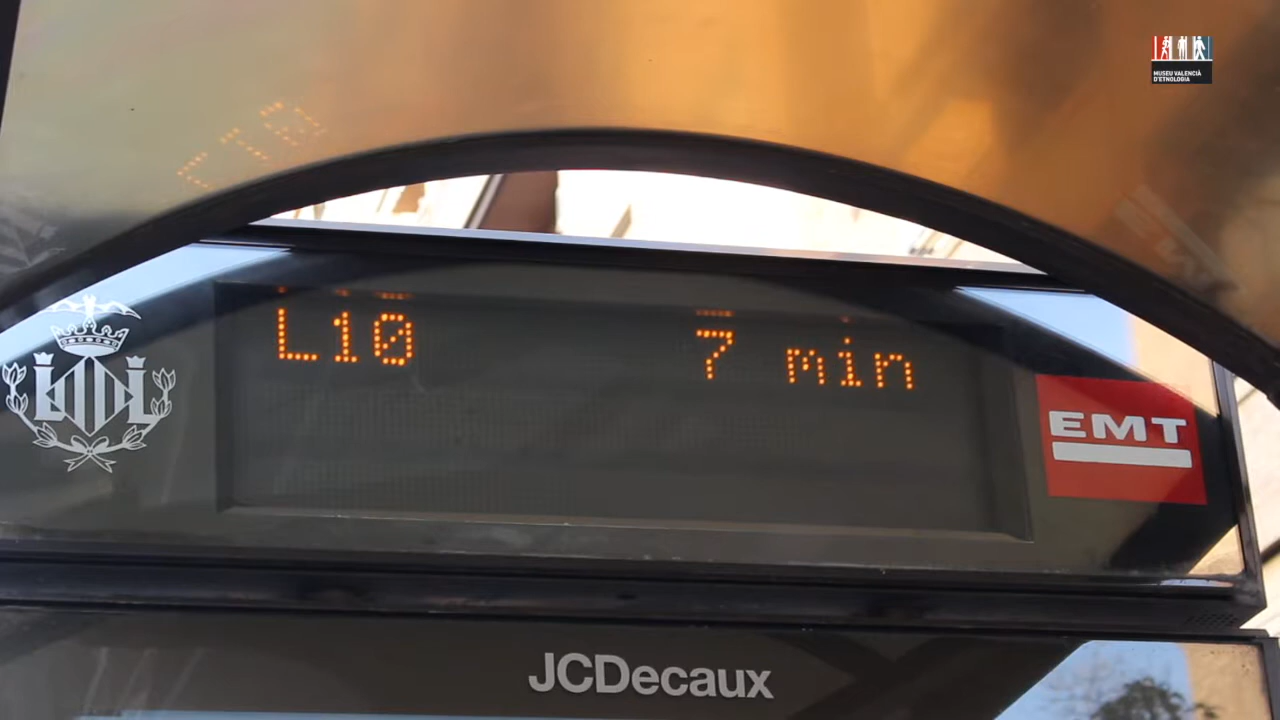 MUSEU VALENCIÀ
D'ETNOLOGIA
L10 7 min
EMT
JCDecaux